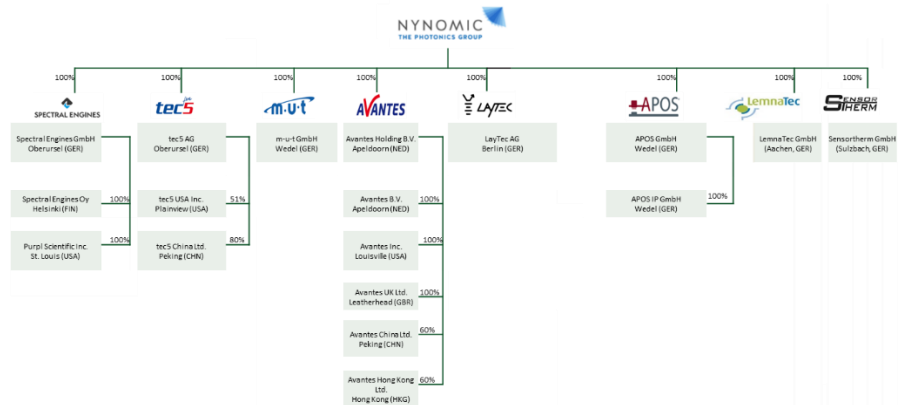 NYNOMIC
THE PHOTONICS GROUP
100%
100%
100%
100%
100%
100%
100%
100%
SPECTRAL ENGINES
tec5
m·u·t
AVANTES
LAYTEC
APOS
LemnaTec
SENSOR
THERM
Spectral Engines GmbH
Oberursel (GER)
tec5 AG
Oberursel (GER)
m-u-t GmbH
Wedel (GER)
Avantes Holding B.V.
Apeldoorn (NED)
LayTec AG
Berlin (GER)
APOS GmbH
Wedel (GER)
LemnaTec GmbH
(Aachen, GER)
Sensortherm GmbH
(Sulzbach, GER)
Spectral Engines Oy
Helsinki (FIN)
100%
tec5 USA Inc.
Plainview (USA)
51%
Avantes B.V.
Apeldoorn (NED)
100%
APOS IP GmbH
Wedel (GER)
100%
Purpl Scientific Inc.
St. Louis (USA)
100%
tec5 China Ltd.
Peking (CHN)
80%
Avantes Inc.
Louisville (USA)
100%
Avantes UK Ltd.
Leatherhead (GBR)
100%
Avantes China Ltd.
Peking (CHN)
60%
Avantes Hong Kong
Ltd.
Hong Kong (HKG)
60%